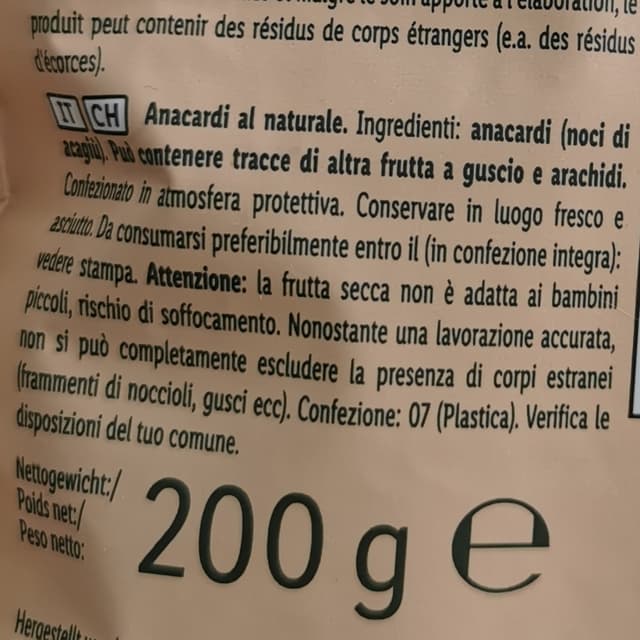 apporté à l'élaboration, le
produit peut contenir des résidus de corps étrangers (e.a. des résidus
d'écorces).
IT CH Anacardi al naturale. Ingredienti: anacardi (noci di
acagiù). Può contenere tracce di altra frutta a guscio e arachidi.
Confezionato in atmosfera protettiva. Conservare in luogo fresco e
asciutto. Da consumarsi preferibilmente entro il (in confezione integra):
vedere stampa. Attenzione: la frutta secca non è adatta ai bambini
piccoli, rischio di soffocamento. Nonostante una lavorazione accurata,
non si può completamente escludere la presenza di corpi estranei
(frammenti di noccioli, gusci ecc). Confezione: 07 (Plastica). Verifica le
disposizioni del tuo comune.
Nettogewicht:/
Poids net:/
Peso netto:
200 g e
Hergestellt